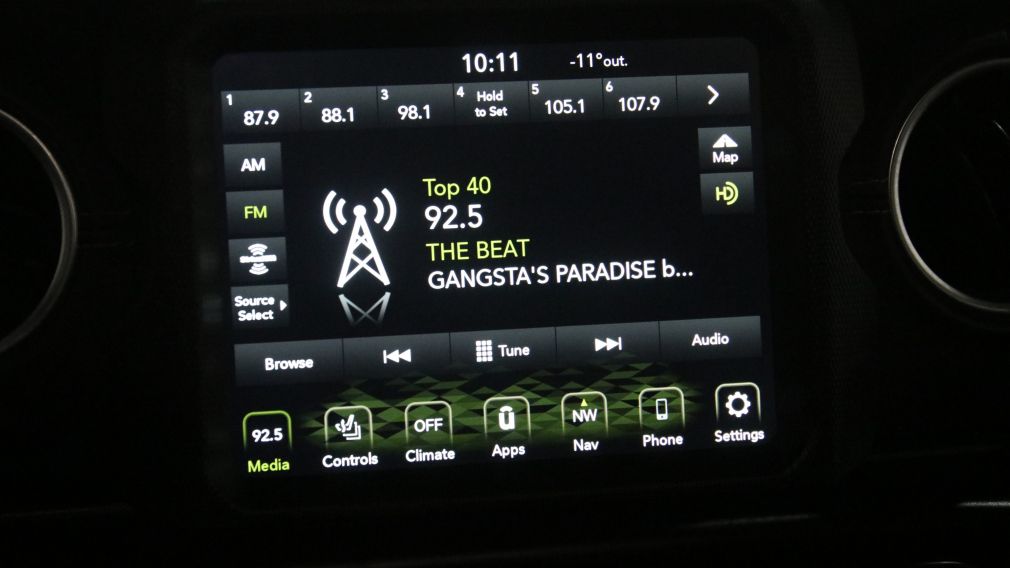 10:11 -11°out.
1 87.9 2 88.1 3 98.1 4 Hold to Set 5 105.1 6 107.9
AM
Map
Top 40
FM
HD
92.5
THE BEAT
SiriusXM
GANGSTA'S PARADISE b...
Source Select
Browse Tune Audio
92.5 OFF NW
Media Controls Climate Apps Nav Phone Settings